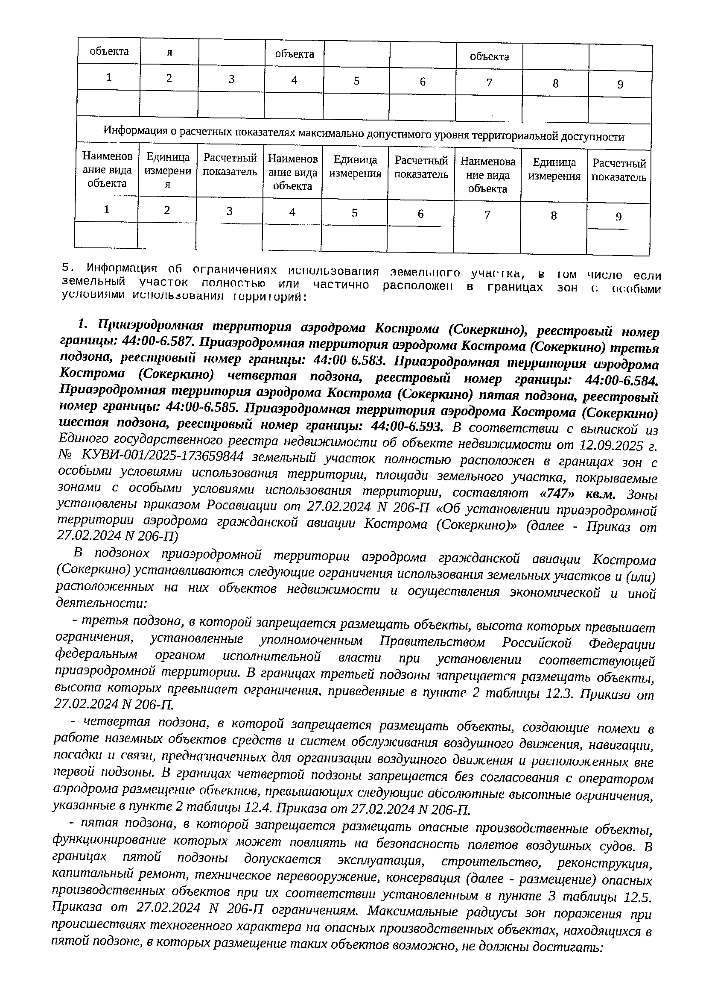 объекта я объекта объекта
1 2 3 4 5 6 7 8 9
Информация о расчетных показателях максимально допустимого уровня территориальной доступности
Наименов Единица Расчетный Наименов Единица Расчетный Наименова Единица Расчетный
ание вида измерени показатель ание вида измерения показатель ние вида измерения показатель
объекта я объекта объекта
1 2 3 4 5 6 7 8 9
5. Информация об ограничениях использования земельного участка, в том числе если
земельный участок полностью или частично расположен в границах зон с особыми
условиями использования территорий:
1. Приаэродромная территория аэродрома Кострома (Сокеркино), реестровый номер
границы: 44:00-6.587. Приаэродромная территория аэродрома Кострома (Сокеркино) третья
подзона, реестровый номер границы: 44:00-6.583. Приаэродромная территория аэродрома
Кострома (Сокеркино) четвертая подзона, реестровый номер границы: 44:00-6.584.
Приаэродромная территория аэродрома Кострома (Сокеркино) пятая подзона, реестровый
номер границы: 44:00-6.585. Приаэродромная территория аэродрома Кострома (Сокеркино)
шестая подзона, реестровый номер границы: 44:00-6.593. В соответствии с выпиской из
Единого государственного реестра недвижимости об объекте недвижимости от 12.09.2025 г.
№ КУВИ-001/2025-173659844 земельный участок полностью расположен в границах зон с
особыми условиями использования территории, площади земельного участка, покрываемые
зонами с особыми условиями использования территории, составляют «747» кв.м. Зоны
установлены приказом Росавиации от 27.02.2024 N 206-П «Об установлении приаэродромной
территории аэродрома гражданской авиации Кострома (Сокеркино)» (далее - Приказ от
27.02.2024 N 206-П)
В подзонах приаэродромной территории аэродрома гражданской авиации Кострома
(Сокеркино) устанавливаются следующие ограничения использования земельных участков и (или)
расположенных на них объектов недвижимости и осуществления экономической и иной
деятельности:
- третья подзона, в которой запрещается размещать объекты, высота которых превышает
ограничения, установленные уполномоченным Правительством Российской Федерации
федеральным органом исполнительной власти при установлении соответствующей
приаэродромной территории. В границах третьей подзоны запрещается размещать объекты,
высота которых превышает ограничения, приведенные в пункте 2 таблицы 12.3. Приказа от
27.02.2024 N 206-П.
- четвертая подзона, в которой запрещается размещать объекты, создающие помехи в
работе наземных объектов средств и систем обслуживания воздушного движения, навигации,
посадки и связи, предназначенных для организации воздушного движения и расположенных вне
первой подзоны. В границах четвертой подзоны запрещается без согласования с оператором
аэродрома размещение объектов, превышающих следующие абсолютные высотные ограничения,
указанные в пункте 2 таблицы 12.4. Приказа от 27.02.2024 N 206-П.
- пятая подзона, в которой запрещается размещать опасные производственные объекты,
функционирование которых может повлиять на безопасность полетов воздушных судов. В
границах пятой подзоны допускается эксплуатация, строительство, реконструкция,
капитальный ремонт, техническое перевооружение, консервация (далее - размещение) опасных
производственных объектов при их соответствии установленным в пункте 3 таблицы 12.5.
Приказа от 27.02.2024 N 206-П ограничениям. Максимальные радиусы зон поражения при
происшествиях техногенного характера на опасных производственных объектах, находящихся в
пятой подзоне, в которых размещение таких объектов возможно, не должны достигать: